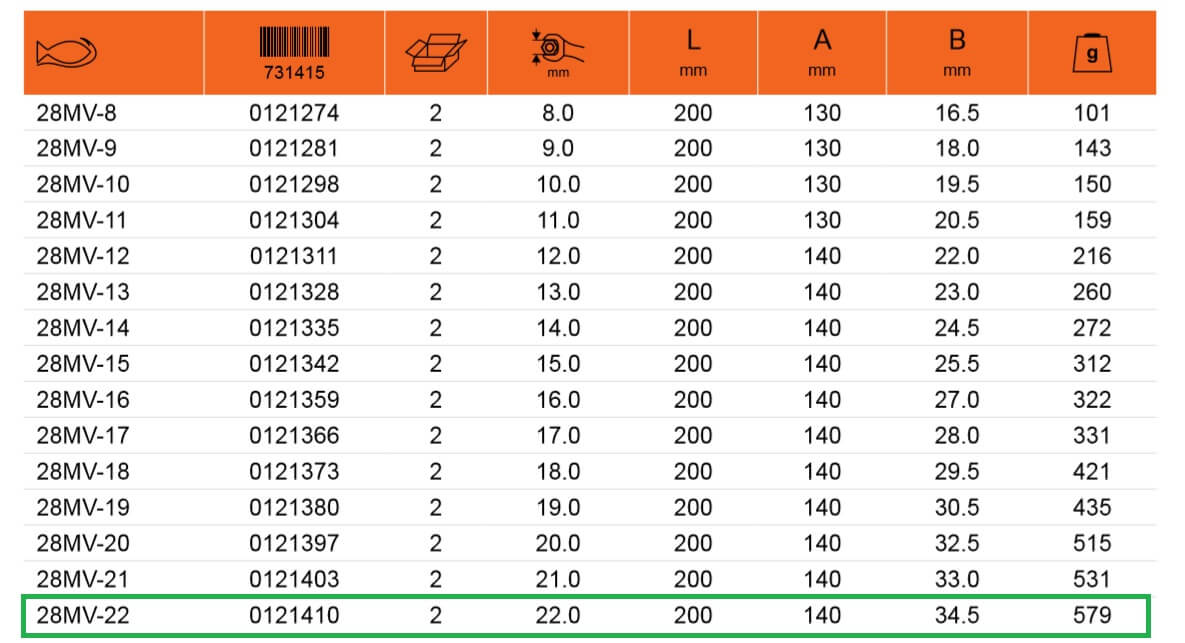 731415 mm L mm A mm B mm g
28MV-8 0121274 2 8.0 200 130 16.5 101
28MV-9 0121281 2 9.0 200 130 18.0 143
28MV-10 0121298 2 10.0 200 130 19.5 150
28MV-11 0121304 2 11.0 200 130 20.5 159
28MV-12 0121311 2 12.0 200 140 22.0 216
28MV-13 0121328 2 13.0 200 140 23.0 260
28MV-14 0121335 2 14.0 200 140 24.5 272
28MV-15 0121342 2 15.0 200 140 25.5 312
28MV-16 0121359 2 16.0 200 140 27.0 322
28MV-17 0121366 2 17.0 200 140 28.0 331
28MV-18 0121373 2 18.0 200 140 29.5 421
28MV-19 0121380 2 19.0 200 140 30.5 435
28MV-20 0121397 2 20.0 200 140 32.5 515
28MV-21 0121403 2 21.0 200 140 33.0 531
28MV-22 0121410 2 22.0 200 140 34.5 579